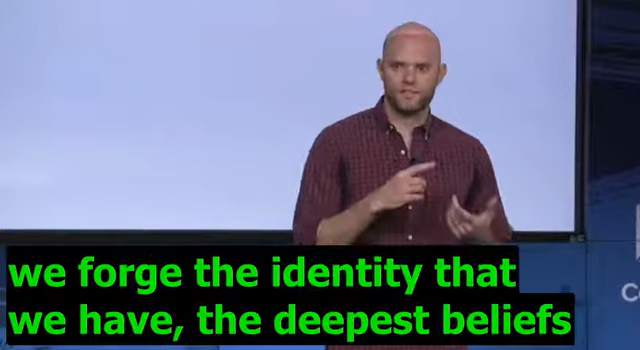 we forge the identity that
we have, the deepest beliefs